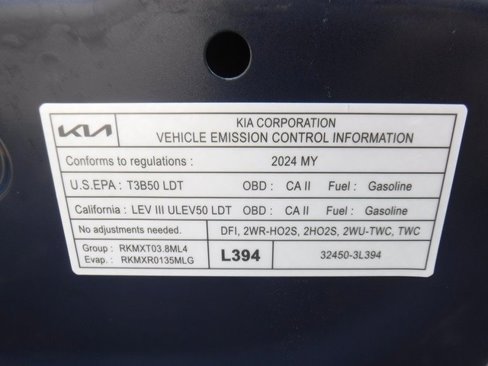 KIA
KIA CORPORATION
VEHICLE EMISSION CONTROL INFORMATION
Conforms to regulations : 2024 MY
U.S.EPA : T3B50 LDT OBD : CA II Fuel : Gasoline
California : LEV III ULEV50 LDT OBD : CA II Fuel : Gasoline
No adjustments needed. DFI, 2WR-HO2S, 2HO2S, 2WU-TWC, TWC
Group : RKMXT03.8ML4
Evap. : RKMXR0135MLG
L394
32450-3L394